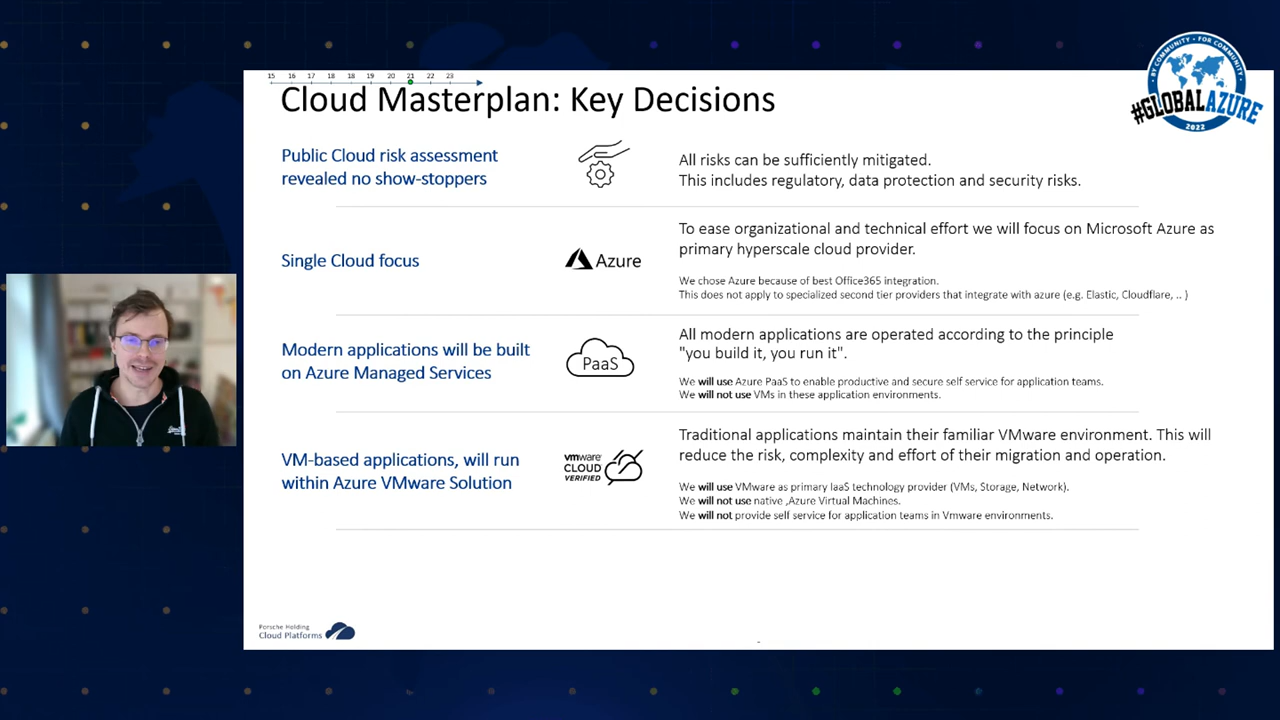 BY COMMUNITY • FOR COMMUNITY
#GLOBALAZURE
2022
15 16 17 18 18 19 20 21 22 23
Cloud Masterplan: Key Decisions
Public Cloud risk assessment
revealed no show-stoppers
All risks can be sufficiently mitigated.
This includes regulatory, data protection and security risks.
Single Cloud focus
Azure
To ease organizational and technical effort we will focus on Microsoft Azure as
primary hyperscale cloud provider.
We chose Azure because of best Office365 integration.
This does not apply to specialized second tier providers that integrate with azure (e.g. Elastic, Cloudflare, .. )
Modern applications will be built
on Azure Managed Services
PaaS
All modern applications are operated according to the principle
"you build it, you run it".
We will use Azure PaaS to enable productive and secure self service for application teams.
We will not use VMs in these application environments.
VM-based applications, will run
within Azure VMware Solution
vmware
CLOUD
VERIFIED
Traditional applications maintain their familiar VMware environment. This will
reduce the risk, complexity and effort of their migration and operation.
We will use VMware as primary IaaS technology provider (VMs, Storage, Network).
We will not use native ,Azure Virtual Machines.
We will not provide self service for application teams in Vmware environments.
Porsche Holding
Cloud Platforms